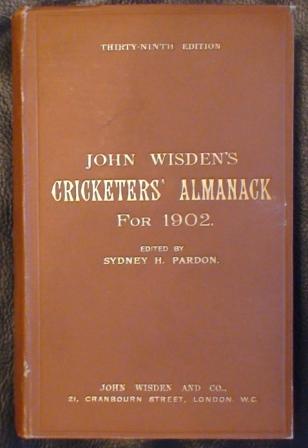 THIRTY-NINTH EDITION
JOHN WISDEN'S
CRICKETERS' ALMANACK
FOR 1902.
EDITED BY
SYDNEY H. PARDON.
JOHN WISDEN AND CO.,
21, CRANBOURN STREET, LONDON. W.C.